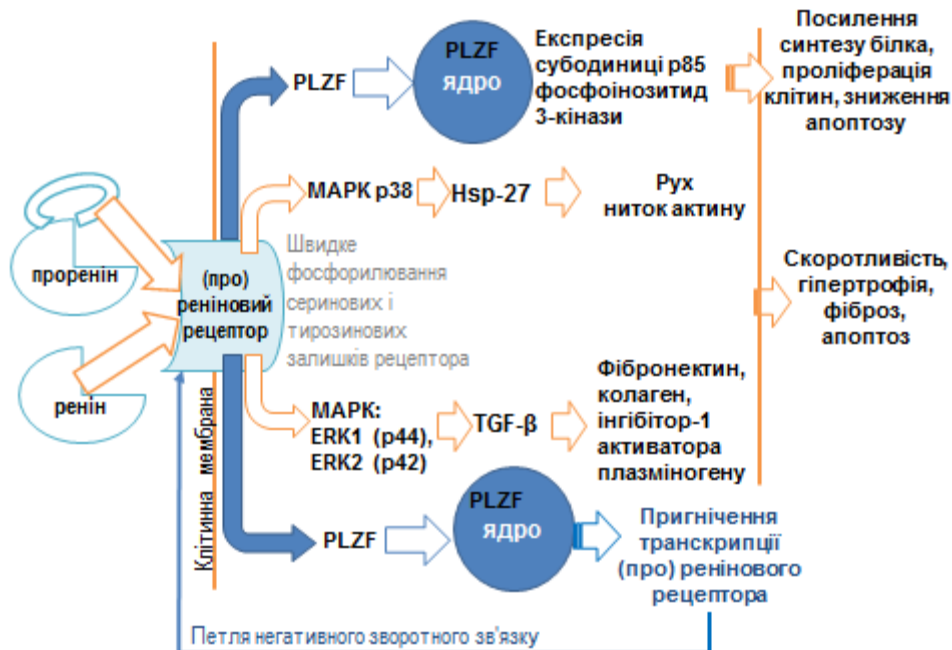 PLZF
PLZF
ядро
Експресія
субодиниці р85
фосфоінозитид
3-кінази
Посилення
синтезу білка,
проліферація
клітин, зниження
апоптозу
МАРК р38
Hsp-27
Рух
ниток актину
проренін
(про)
реніновий
рецептор
Швидке
фосфорилювання
серинових і
тирозинових
залишків рецептора
Скоротливість,
гіпертрофія,
фіброз,
апоптоз
ренін
Клітинна мембрана
МАРК:
ERK1 (p44),
ERK2 (p42)
TGF-β
Фібронектин,
колаген,
інгібітор-1
активатора
плазміногену
PLZF
PLZF
ядро
Пригнічення
транскрипції
(про) ренінового
рецептора
Петля негативного зворотного зв'язку